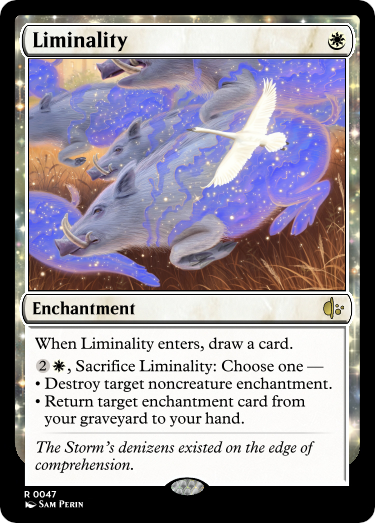 Liminality
Enchantment
When Liminality enters, draw a card.
2, Sacrifice Liminality: Choose one —
• Destroy target noncreature enchantment.
• Return target enchantment card from
your graveyard to your hand.
The Storm's denizens existed on the edge of
comprehension.
R 0047
Sam Perin